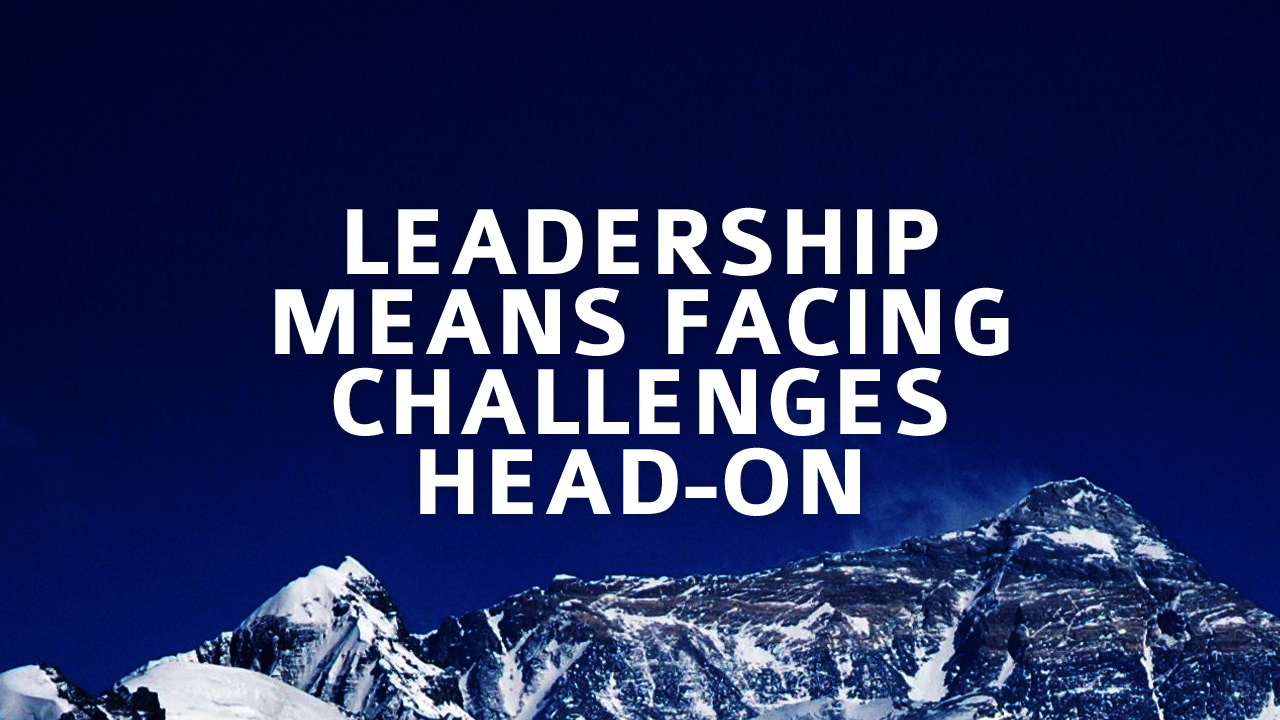 LEADERSHIP
MEANS FACING
CHALLENGES
HEAD-ON